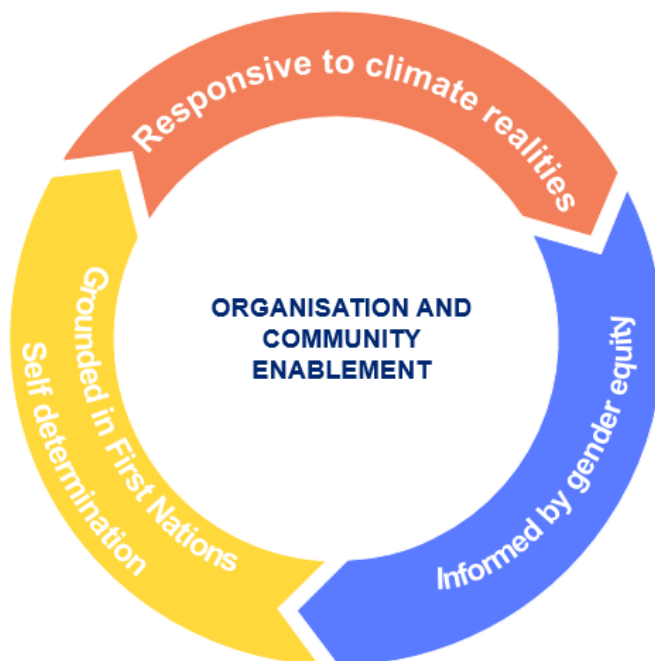 Responsive to climate realities
ORGANISATION AND
COMMUNITY
ENABLEMENT
Informed by gender equity
Grounded in First Nations
Self determination